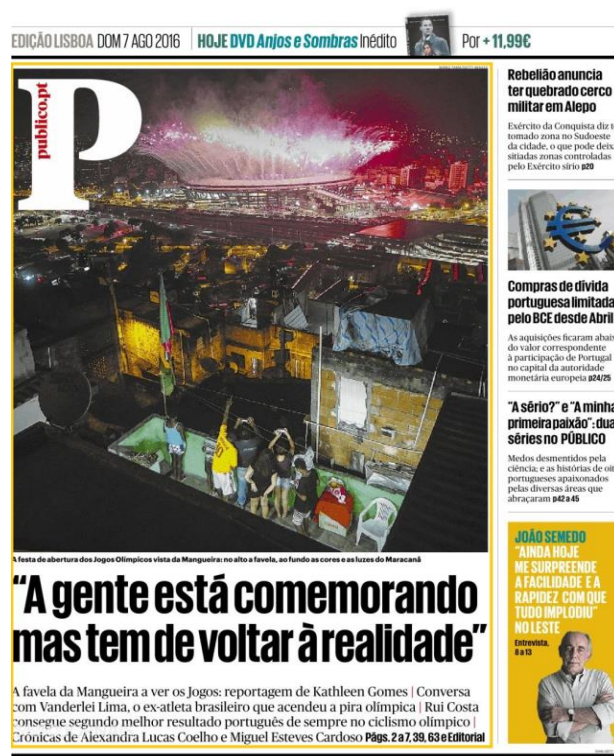 EDIÇÃO LISBOA DOM 7 AGO 2016 HOJE DVD Anjos e Sombras Inédito Por + 11,99€
publico.pt
P
A festa de abertura dos Jogos Olímpicos vista da Mangueira: no alto a favela, ao fundo as cores e as luzes do Maracanã
“A gente está comemorando
mas tem de voltar à realidade”
A favela da Mangueira a ver os Jogos: reportagem de Kathleen Gomes | Conversa
com Vanderlei Lima, o ex-atleta brasileiro que acendeu a pira olímpica | Rui Costa
consegue segundo melhor resultado português de sempre no ciclismo olímpico |
Crónicas de Alexandra Lucas Coelho e Miguel Esteves Cardoso Págs. 2 a 7, 39, 63 e Editorial
Rebelião anuncia
ter quebrado cerco
militar em Alepo
Exército da Conquista diz t
tomado zona no Sudoeste
da cidade, o que pode deix
sitiadas zonas controladas
pelo Exército sírio p20
Compras de dívida
portuguesa limitada
pelo BCE desde Abril
As aquisições ficaram abaix
do valor correspondente
à participação de Portugal
no capital da autoridade
monetária europeia p24/25
“A sério?” e “A minha
primeira paixão”: dua
séries no PÚBLICO
Medos desmentidos pela
ciência; e as histórias de oit
portugueses apaixonados
pelas diversas áreas que
abraçaram p42 a 45
JOÃO SEMEDO
“AINDA HOJE
ME SURPREENDE
A FACILIDADE E A
RAPIDEZ COM QUE
TUDO IMPLODIU”
NO LESTE
Entrevista,
8 a 13